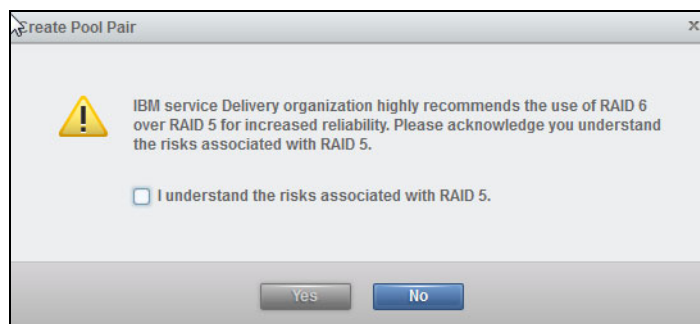 Create Pool Pair
x
IBM service Delivery organization highly recommends the use of RAID 6
over RAID 5 for increased reliability. Please acknowledge you understand
the risks associated with RAID 5.
I understand the risks associated with RAID 5.
Yes
No